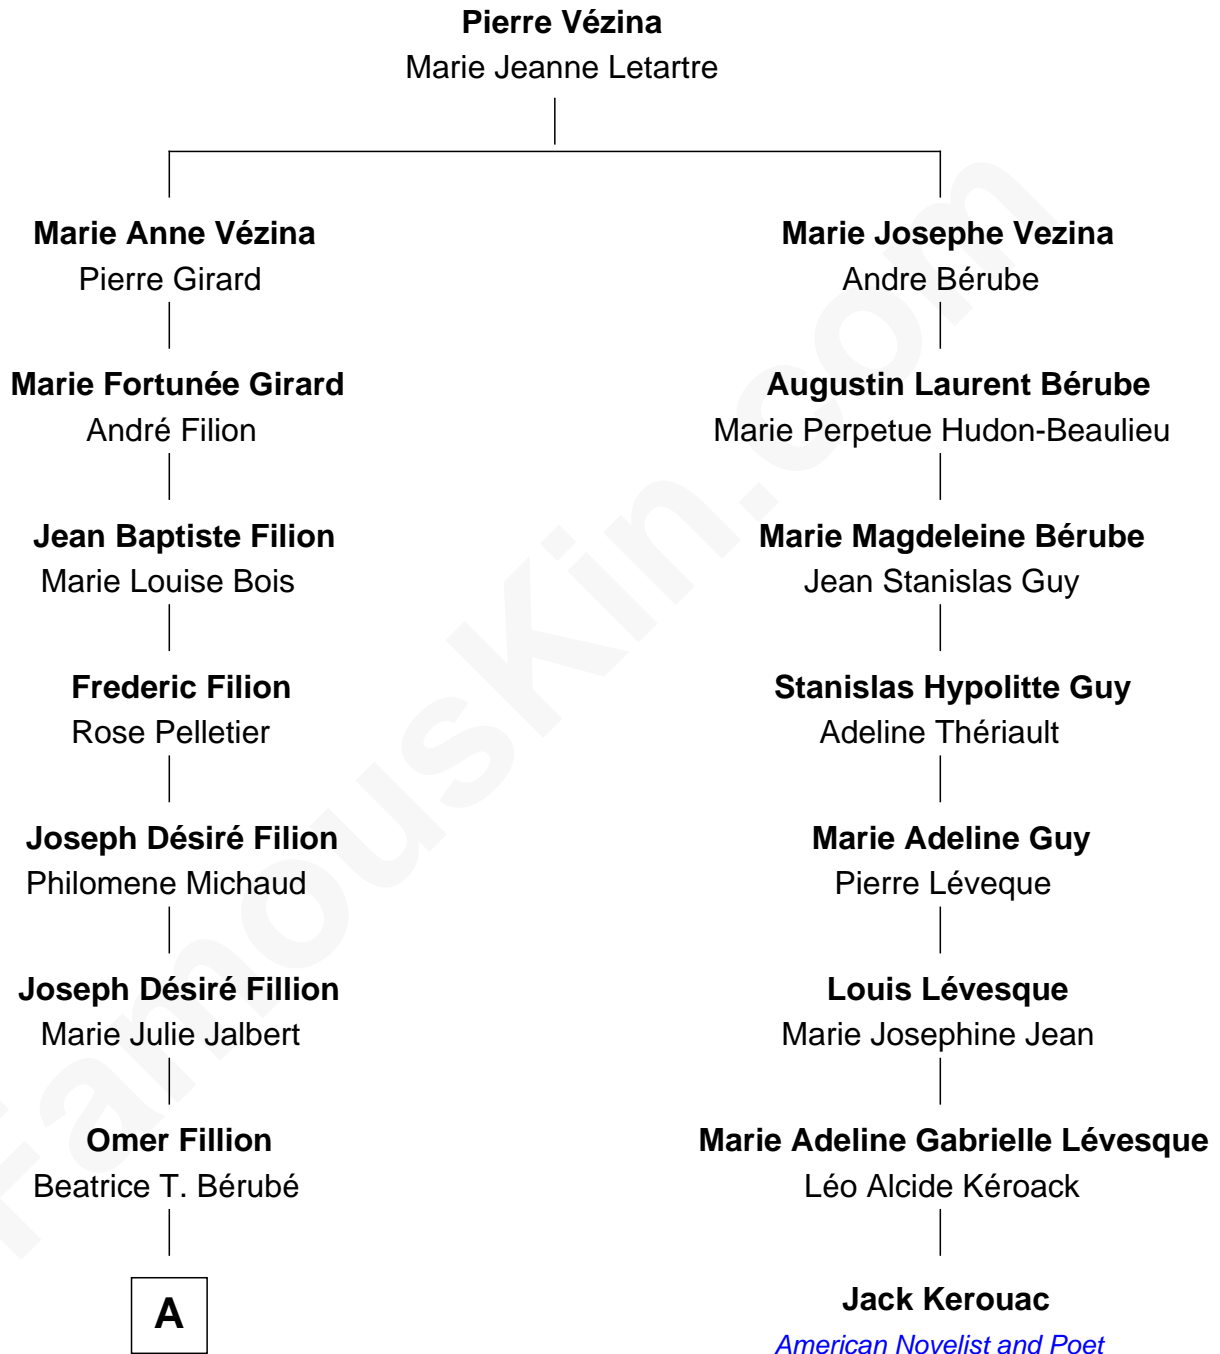 Pierre Vézina
Marie Jeanne Letartre
Marie Anne Vézina
Pierre Girard
Marie Josephe Vezina
Andre Bérube
Marie Fortunée Girard
André Filion
Augustin Laurent Bérube
Marie Perpetue Hudon-Beaulieu
Jean Baptiste Filion
Marie Louise Bois
Marie Magdeleine Bérube
Jean Stanislas Guy
Frederic Filion
Rose Pelletier
Stanislas Hypolitte Guy
Adeline Thériault
Joseph Désiré Filion
Philomene Michaud
Marie Adeline Guy
Pierre Léveque
Joseph Désiré Fillion
Marie Julie Jalbert
Louis Lévesque
Marie Josephine Jean
Omer Fillion
Beatrice T. Bérubé
Marie Adeline Gabrielle Lévesque
Léo Alcide Kéroack
A
Jack Kerouac
American Novelist and Poet
FamousKin.com